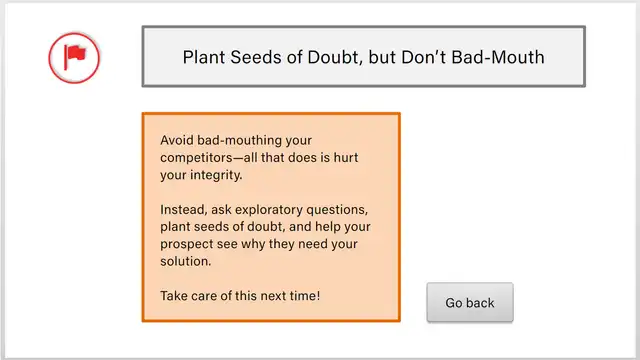 Plant Seeds of Doubt, but Don’t Bad-Mouth
Avoid bad-mouthing your
competitors—all that does is hurt
your integrity.
Instead, ask exploratory questions,
plant seeds of doubt, and help your
prospect see why they need your
solution.
Take care of this next time!
Go back